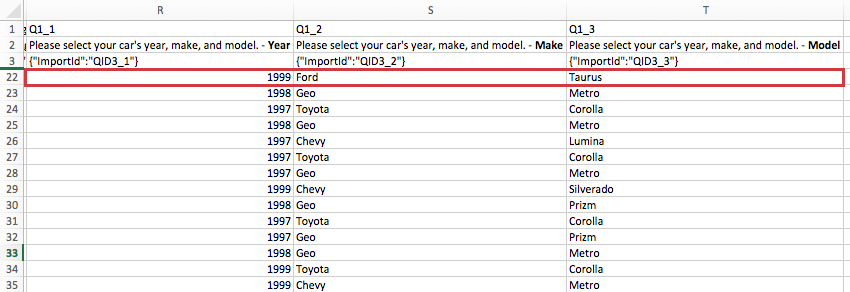 R S T
1 Q1_1 Q1_2 Q1_3
2 Please select your car's year, make, and model. - Year Please select your car's year, make, and model. - Make Please select your car's year, make, and model. - Model
3 {"ImportId":"QID3_1"} {"ImportId":"QID3_2"} {"ImportId":"QID3_3"}
22 1999 Ford Taurus
23 1998 Geo Metro
24 1997 Toyota Corolla
25 1998 Geo Metro
26 1997 Chevy Lumina
27 1997 Toyota Corolla
28 1997 Geo Metro
29 1999 Chevy Silverado
30 1998 Geo Prizm
31 1997 Toyota Corolla
32 1997 Geo Prizm
33 1998 Geo Metro
34 1999 Toyota Corolla
35 1999 Chevy Metro